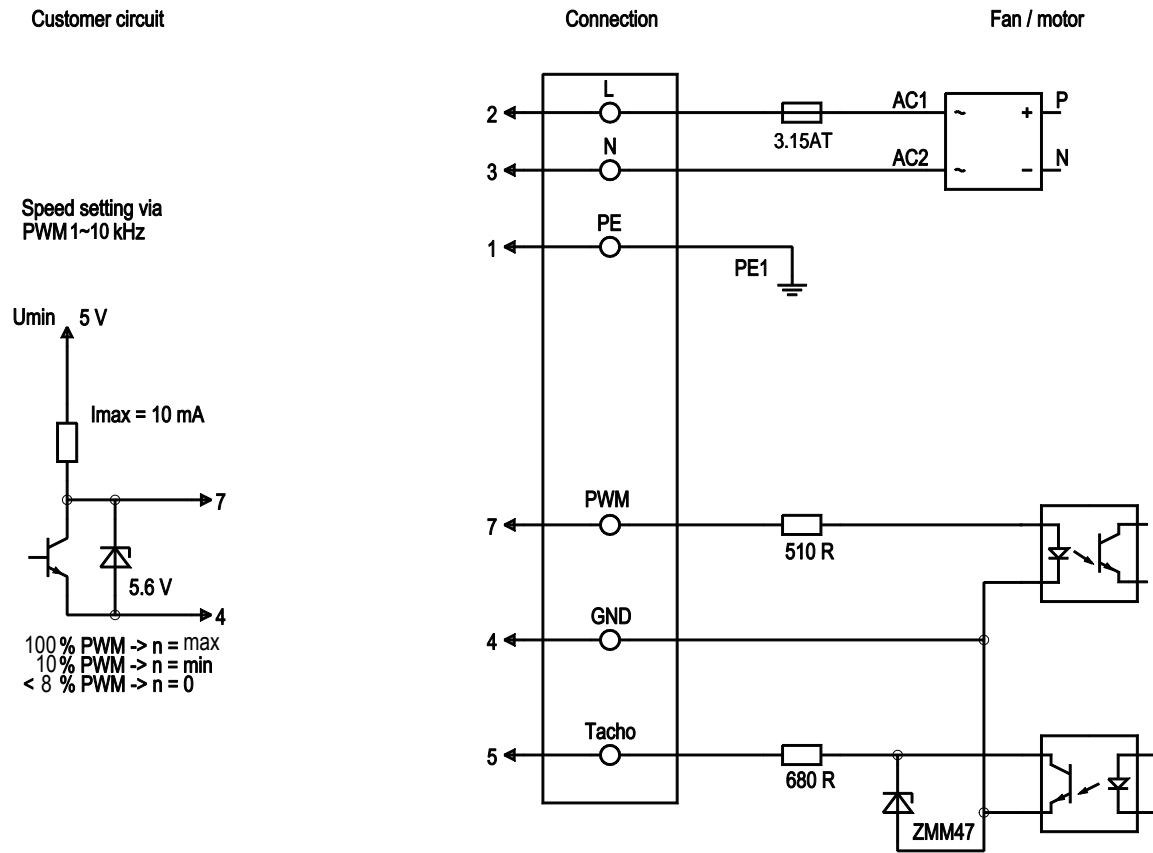 Customer circuit
Connection
Fan / motor
L
2
AC1
~
+
P
3.15AT
N
3
AC2
~
–
N
Speed setting via
PWM 1~10 kHz
PE
1
PE1
Umin
5 V
Imax = 10 mA
7
PWM
7
510 R
5.6 V
4
GND
4
100 % PWM -> n = max
10 % PWM -> n = min
< 8 % PWM -> n = 0
Tacho
5
680 R
ZMM47